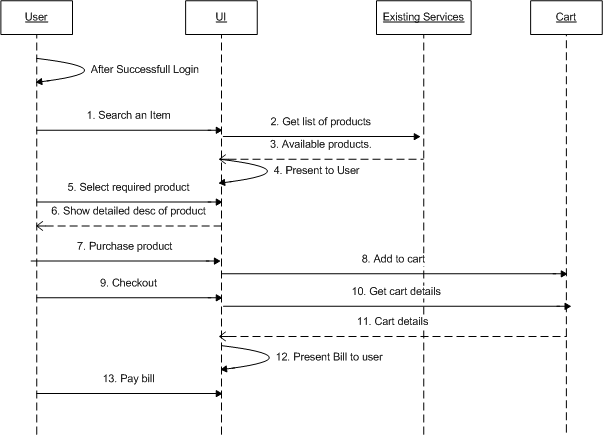 User
UI
Existing Services
Cart
After Successfull Login
1. Search an Item
2. Get list of products
3. Available products.
4. Present to User
5. Select required product
6. Show detailed desc of product
7. Purchase product
8. Add to cart
9. Checkout
10. Get cart details
11. Cart details
12. Present Bill to user
13. Pay bill